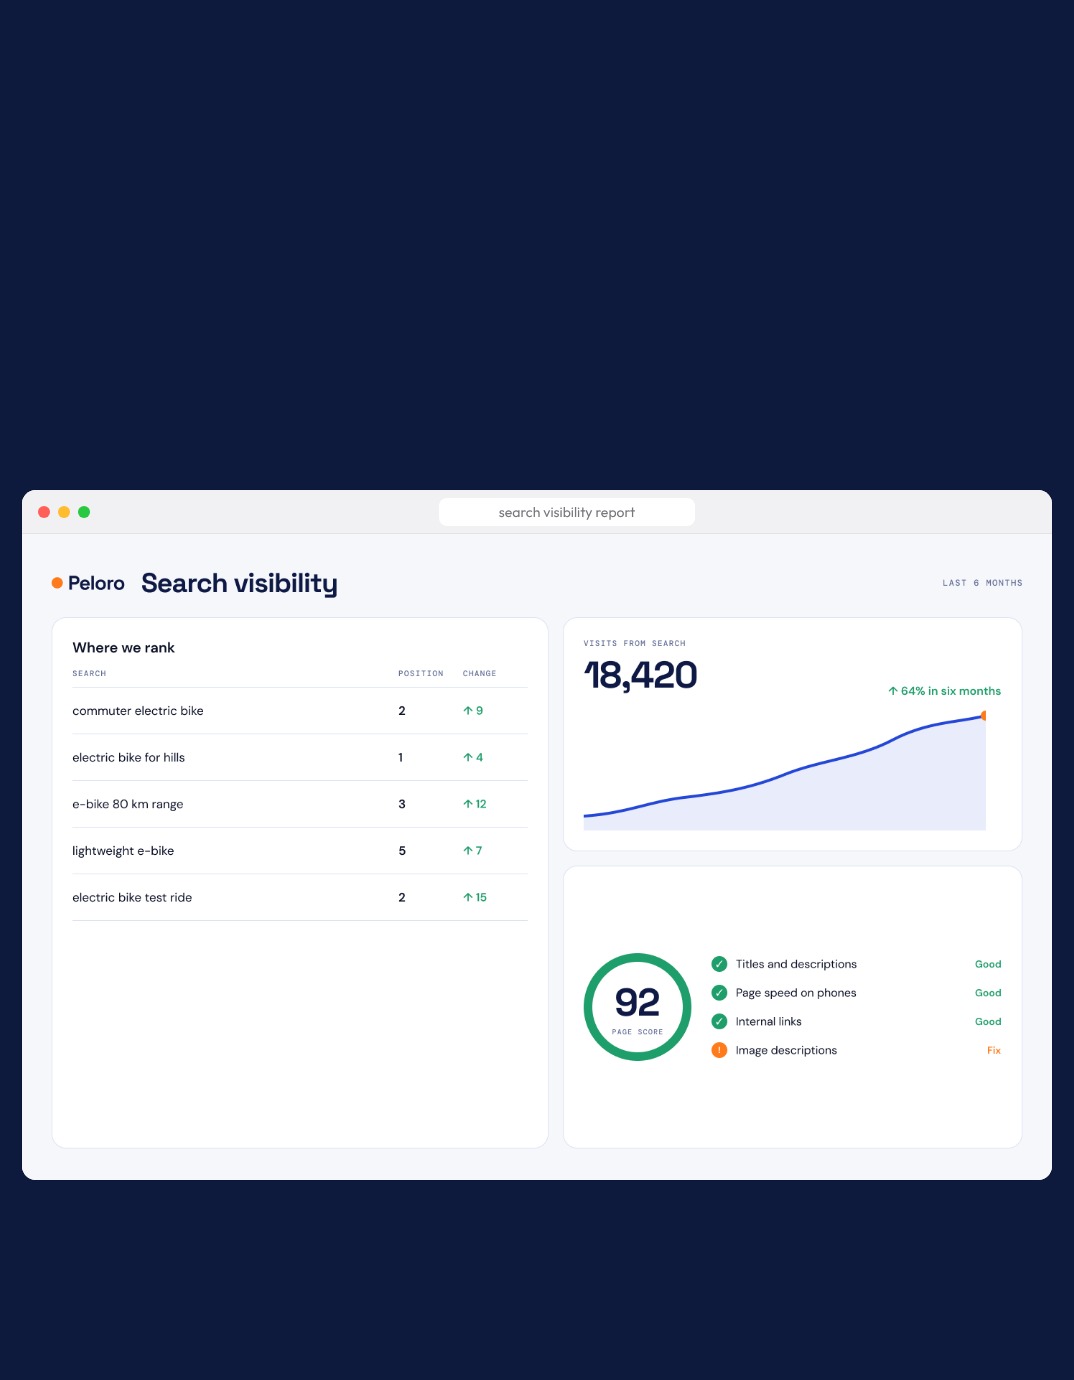 search visibility report
Peloro Search visibility
LAST 6 MONTHS
Where we rank
SEARCH POSITION CHANGE
commuter electric bike 2 ↑ 9
electric bike for hills 1 ↑ 4
e-bike 80 km range 3 ↑ 12
lightweight e-bike 5 ↑ 7
electric bike test ride 2 ↑ 15
VISITS FROM SEARCH
18,420
↑ 64% in six months
92
PAGE SCORE
✓ Titles and descriptions Good
✓ Page speed on phones Good
✓ Internal links Good
! Image descriptions Fix